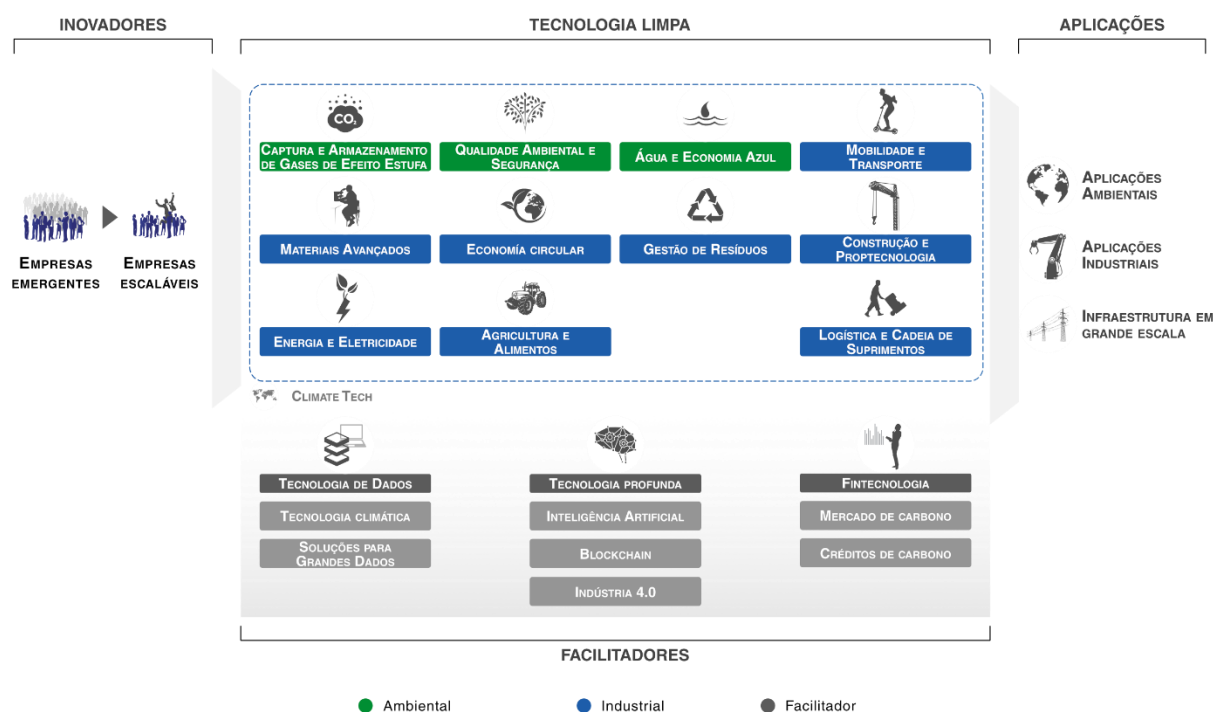 INOVADORES
TECNOLOGIA LIMPA
APLICAÇÕES
CO₂
CAPTURA E ARMAZENAMENTO
DE GASES DE EFEITO ESTUFA
QUALIDADE AMBIENTAL E
SEGURANÇA
ÁGUA E ECONOMIA AZUL
MOBILIDADE E
TRANSPORTE
MATERIAIS AVANÇADOS
ECONOMÍA CIRCULAR
GESTÃO DE RESÍDUOS
CONSTRUÇÃO E
PROPTECNOLOGIA
ENERGIA E ELETRICIDADE
AGRICULTURA E
ALIMENTOS
LOGÍSTICA E CADEIA DE
SUPRIMENTOS
EMPRESAS
EMERGENTES
EMPRESAS
ESCALÁVEIS
APLICAÇÕES
AMBIENTAIS
APLICAÇÕES
INDUSTRIAIS
INFRAESTRUTURA EM
GRANDE ESCALA
CLIMATE TECH
TECNOLOGIA DE DADOS
TECNOLOGIA CLIMÁTICA
SOLUÇÕES PARA
GRANDES DADOS
TECNOLOGIA PROFUNDA
INTELIGÊNCIA ARTIFICIAL
BLOCKCHAIN
INDÚSTRIA 4.0
FINTECNOLOGIA
MERCADO DE CARBONO
CRÉDITOS DE CARBONO
FACILITADORES
Ambiental
Industrial
Facilitador